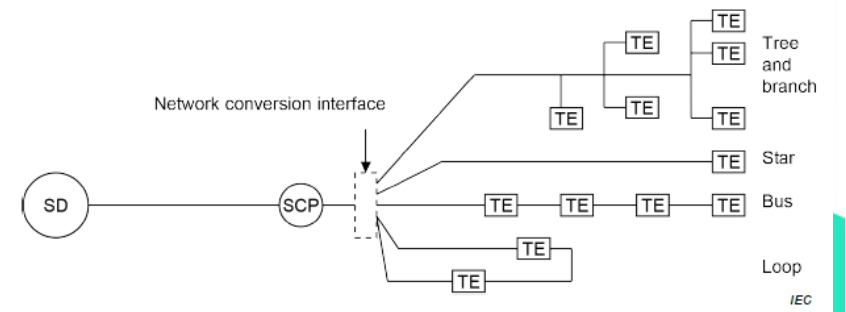 TE
TE
Tree
and
branch
TE
TE
Network conversion interface
TE
TE
TE
TE
Star
SD
SCP
TE
TE
TE
TE
Bus
TE
Loop
TE
IEC